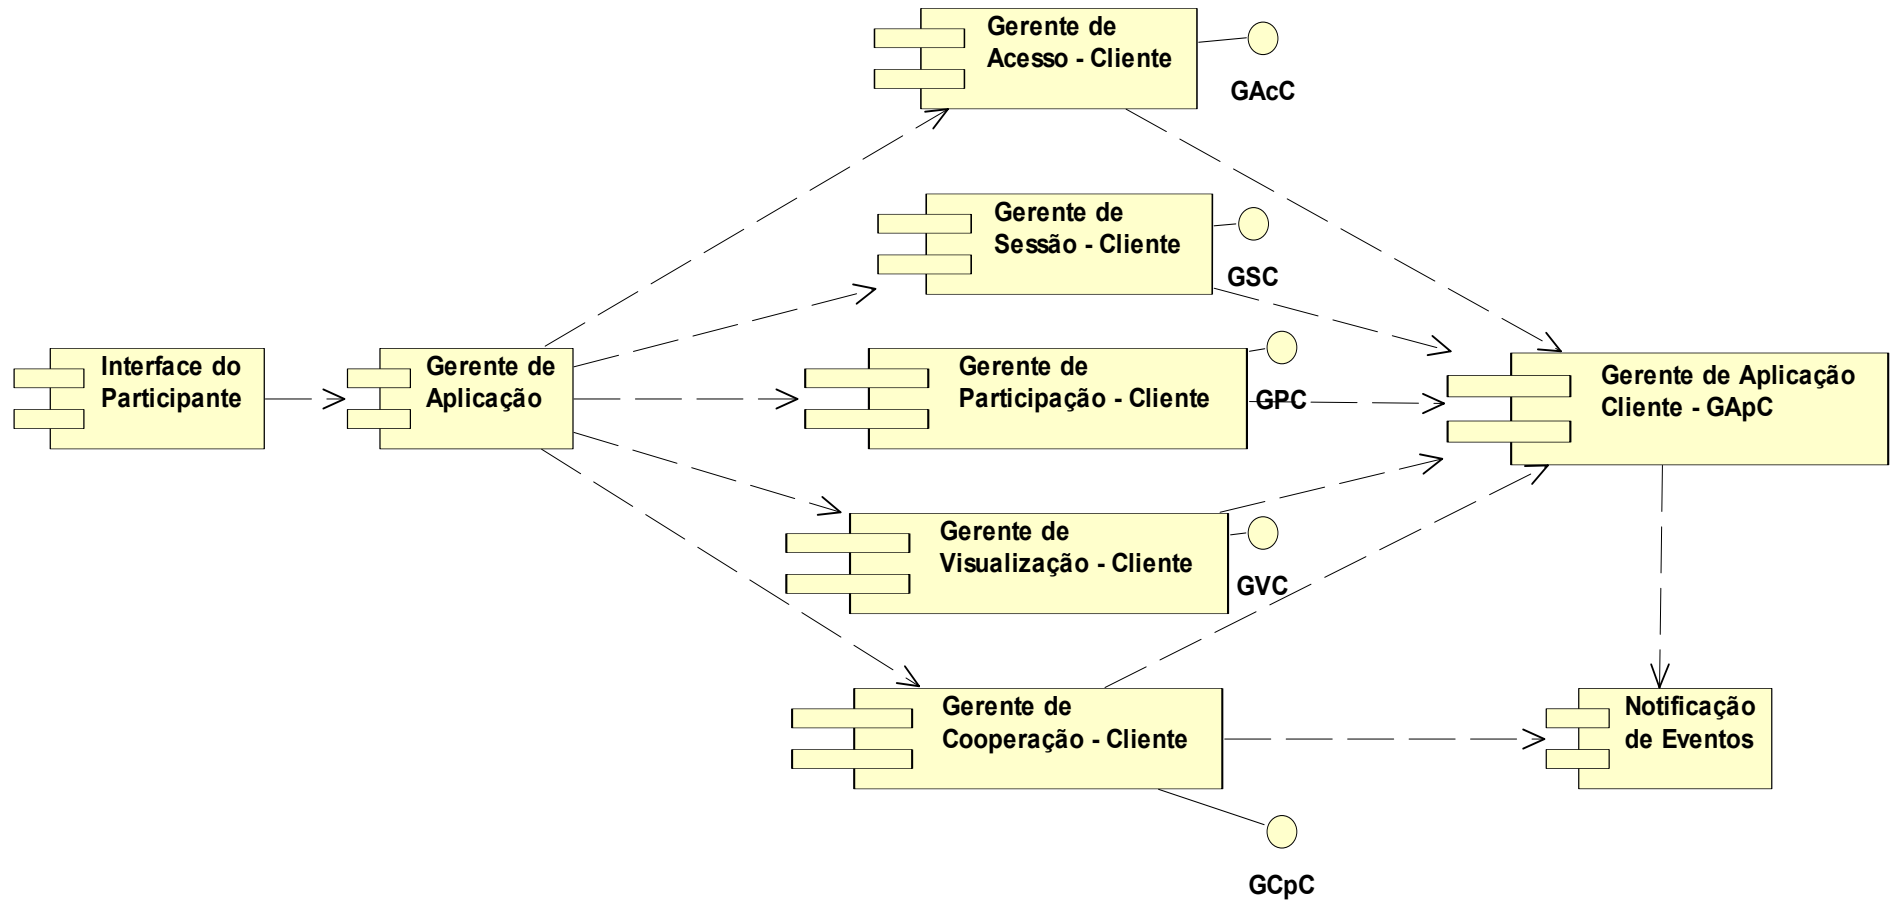 Gerente de
Acesso - Cliente
GAcC
Gerente de
Sessão - Cliente
GSC
Interface do
Participante
Gerente de
Aplicação
Gerente de
Participação - Cliente
GPC
Gerente de Aplicação
Cliente - GApC
Gerente de
Visualização - Cliente
GVC
Gerente de
Cooperação - Cliente
GCpC
Notificação
de Eventos